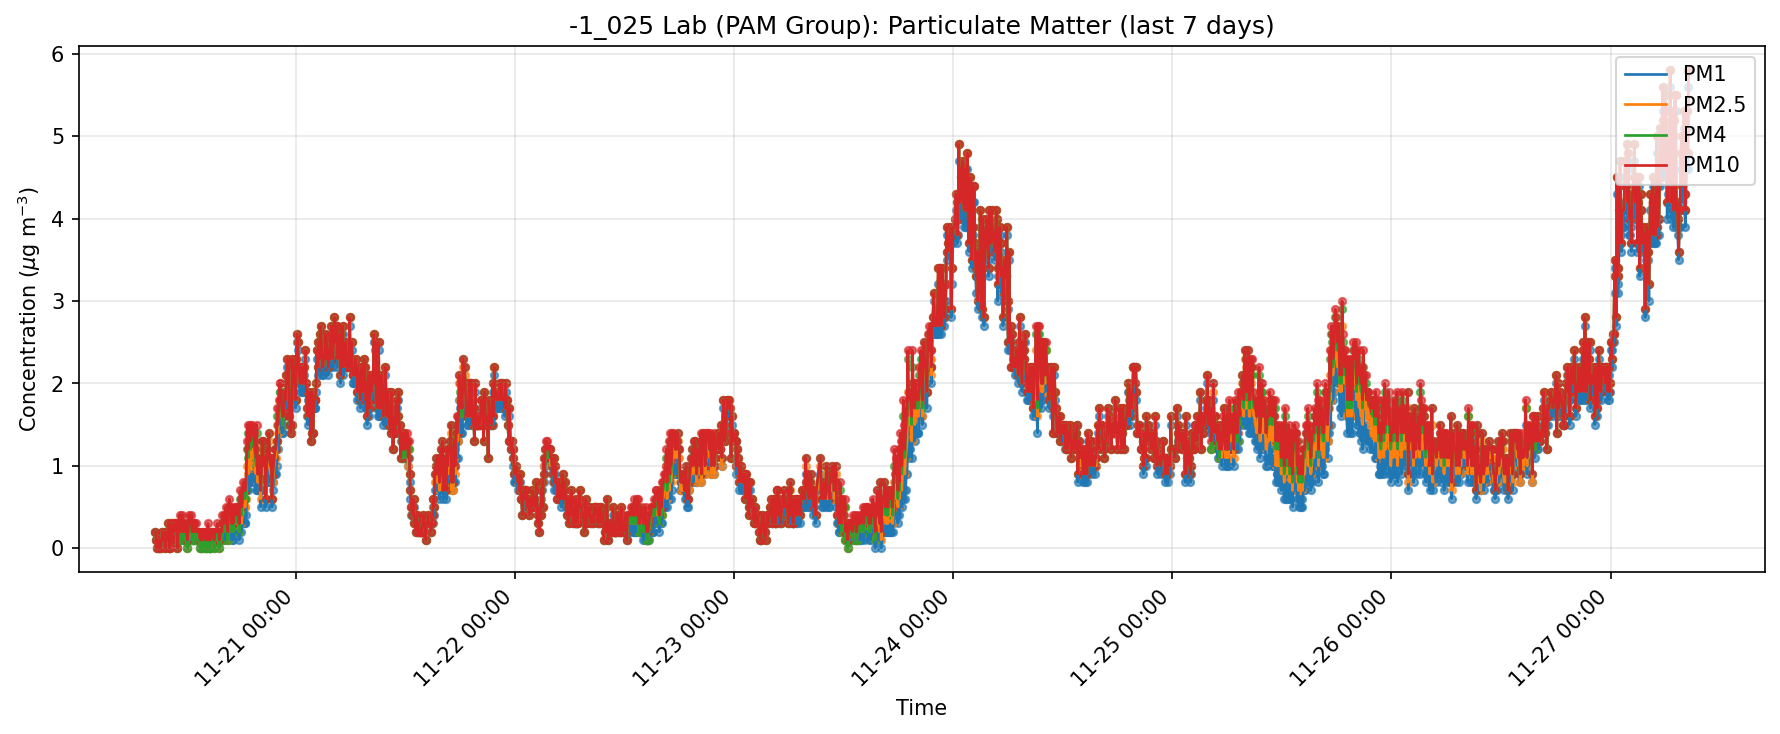 -1_025 Lab (PAM Group): Particulate Matter (last 7 days)
6
5
4
3
2
1
0
Concentration (μg m⁻³)
PM1
PM2.5
PM4
PM10
11-21 00:00
11-22 00:00
11-23 00:00
11-24 00:00
11-25 00:00
11-26 00:00
11-27 00:00
Time